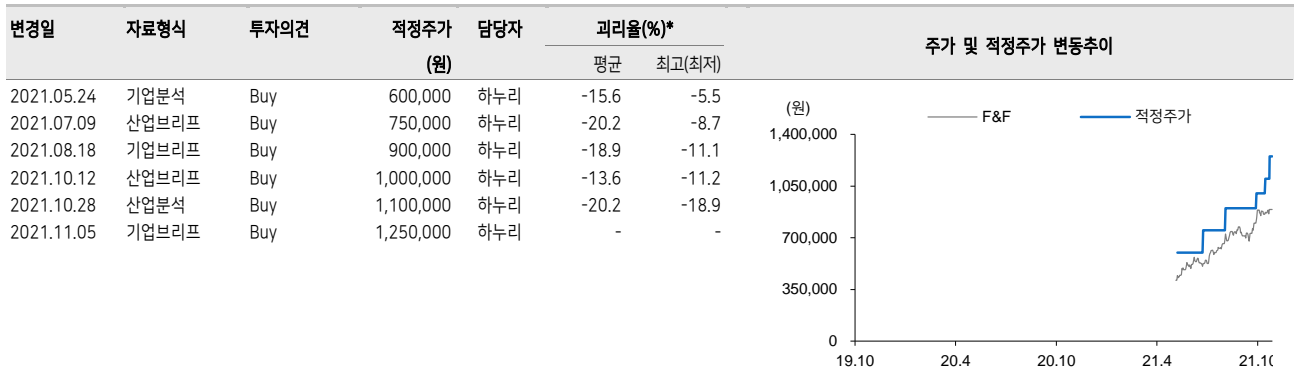 변경일 자료형식 투자의견 적정주가 담당자 괴리율(%)* 주가 및 적정주가 변동추이
(원) 평균 최고(최저)
2021.05.24 기업분석 Buy 600,000 하누리 -15.6 -5.5
2021.07.09 산업브리프 Buy 750,000 하누리 -20.2 -8.7
2021.08.18 기업브리프 Buy 900,000 하누리 -18.9 -11.1
2021.10.12 산업브리프 Buy 1,000,000 하누리 -13.6 -11.2
2021.10.28 산업분석 Buy 1,100,000 하누리 -20.2 -18.9
2021.11.05 기업브리프 Buy 1,250,000 하누리 - -
(원) F&F 적정주가
1,400,000
1,050,000
700,000
350,000
0
19.10 20.4 20.10 21.4 21.10